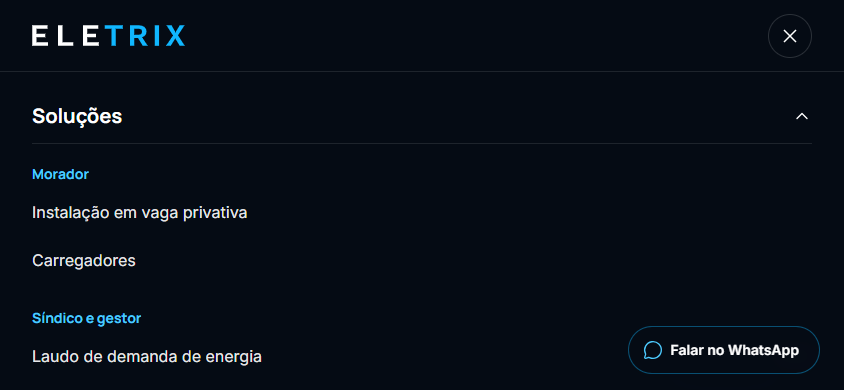 ELETRIX
Soluções
Morador
Instalação em vaga privativa
Carregadores
Síndico e gestor
Laudo de demanda de energia
Falar no WhatsApp